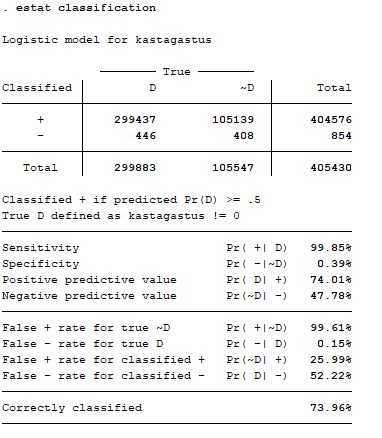 . estat classification
Logistic model for kastagastus
True
Classified D ~D Total
+ 299437 105139 404576
- 446 408 854
Total 299883 105547 405430
Classified + if predicted Pr(D) >= .5
True D defined as kastagastus != 0
Sensitivity Pr( +| D) 99.85%
Specificity Pr( -|~D) 0.39%
Positive predictive value Pr( D| +) 74.01%
Negative predictive value Pr(~D| -) 47.78%
False + rate for true ~D Pr( +|~D) 99.61%
False - rate for true D Pr( -| D) 0.15%
False + rate for classified + Pr(~D| +) 25.99%
False - rate for classified - Pr( D| -) 52.22%
Correctly classified 73.96%